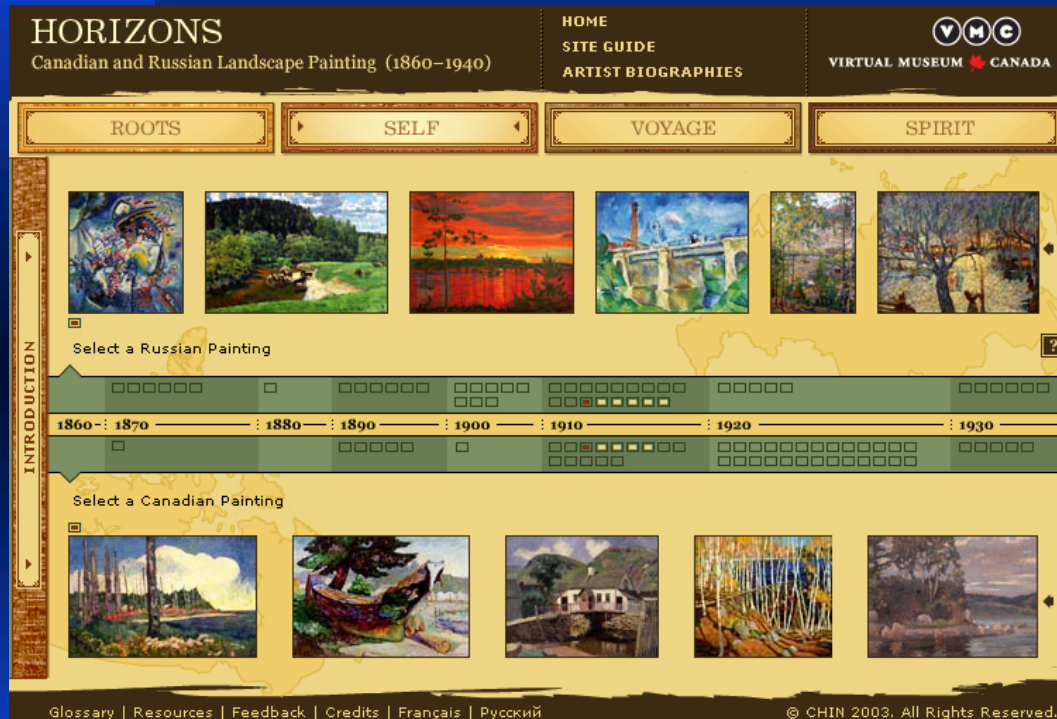 HORIZONS
Canadian and Russian Landscape Painting (1860–1940)
HOME
SITE GUIDE
ARTIST BIOGRAPHIES
VMC
VIRTUAL MUSEUM CANADA
ROOTS
SELF
VOYAGE
SPIRIT
INTRODUCTION
Select a Russian Painting
?
1860 1870 1880 1890 1900 1910 1920 1930
Select a Canadian Painting
Glossary | Resources | Feedback | Credits | Français | Русский
© CHIN 2003. All Rights Reserved.